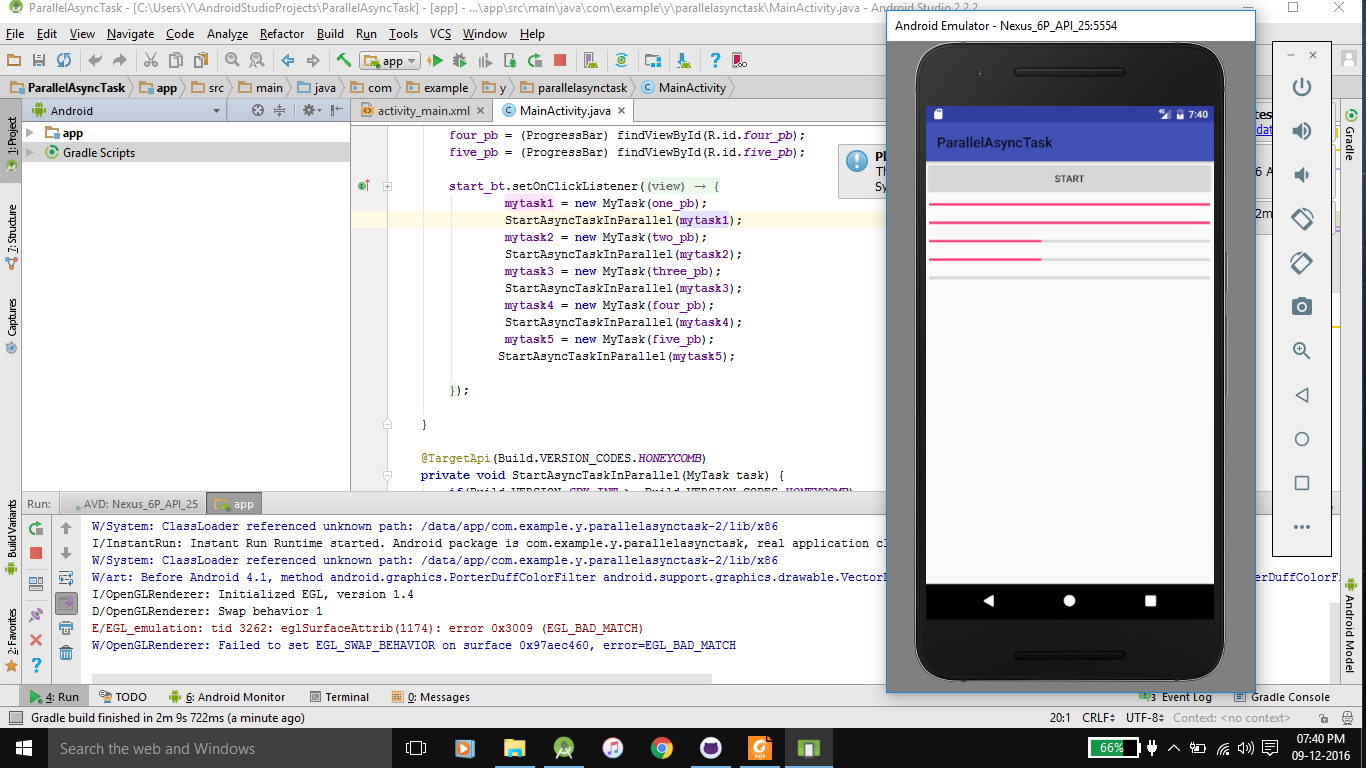 ParallelAsyncTask - [C:\Users\Y\AndroidStudioProjects\ParallelAsyncTask] - [app] - ...\app\src\main\java\com\example\y\parallelasynctask\MainActivity.java - Android Studio 2.2.2
File Edit View Navigate Code Analyze Refactor Build Run Tools VCS Window Help
app
ParallelAsyncTask app src main java com example y parallelasynctask MainActivity
Android
activity_main.xml MainActivity.java
1: Project
7: Structure
Captures
Build Variants
2: Favorites
app
Gradle Scripts
four_pb = (ProgressBar) findViewById(R.id.four_pb);
five_pb = (ProgressBar) findViewById(R.id.five_pb);
start_bt.setOnClickListener((view) → {
mytask1 = new MyTask(one_pb);
StartAsyncTaskInParallel(mytask1);
mytask2 = new MyTask(two_pb);
StartAsyncTaskInParallel(mytask2);
mytask3 = new MyTask(three_pb);
StartAsyncTaskInParallel(mytask3);
mytask4 = new MyTask(four_pb);
StartAsyncTaskInParallel(mytask4);
mytask5 = new MyTask(five_pb);
StartAsyncTaskInParallel(mytask5);
});
}
@TargetApi(Build.VERSION_CODES.HONEYCOMB)
private void StartAsyncTaskInParallel(MyTask task) {
Android Emulator - Nexus_6P_API_25:5554
7:40
ParallelAsyncTask
START
Gradle
Android Model
Run: AVD: Nexus_6P_API_25 app
W/System: ClassLoader referenced unknown path: /data/app/com.example.y.parallelasynctask-2/lib/x86
I/InstantRun: Instant Run Runtime started. Android package is com.example.y.parallelasynctask, real application cl
W/System: ClassLoader referenced unknown path: /data/app/com.example.y.parallelasynctask-2/lib/x86
W/art: Before Android 4.1, method android.graphics.PorterDuffColorFilter android.support.graphics.drawable.Vector
I/OpenGLRenderer: Initialized EGL, version 1.4
D/OpenGLRenderer: Swap behavior 1
E/EGL_emulation: tid 3262: eglSurfaceAttrib(1174): error 0x3009 (EGL_BAD_MATCH)
W/OpenGLRenderer: Failed to set EGL_SWAP_BEHAVIOR on surface 0x97aec460, error=EGL_BAD_MATCH
4: Run TODO 6: Android Monitor Terminal 0: Messages 3 Event Log Gradle Console
Gradle build finished in 2m 9s 722ms (a minute ago) 20:1 CRLF UTF-8 Context: <no context>
Search the web and Windows 66% 07:40 PM
09-12-2016